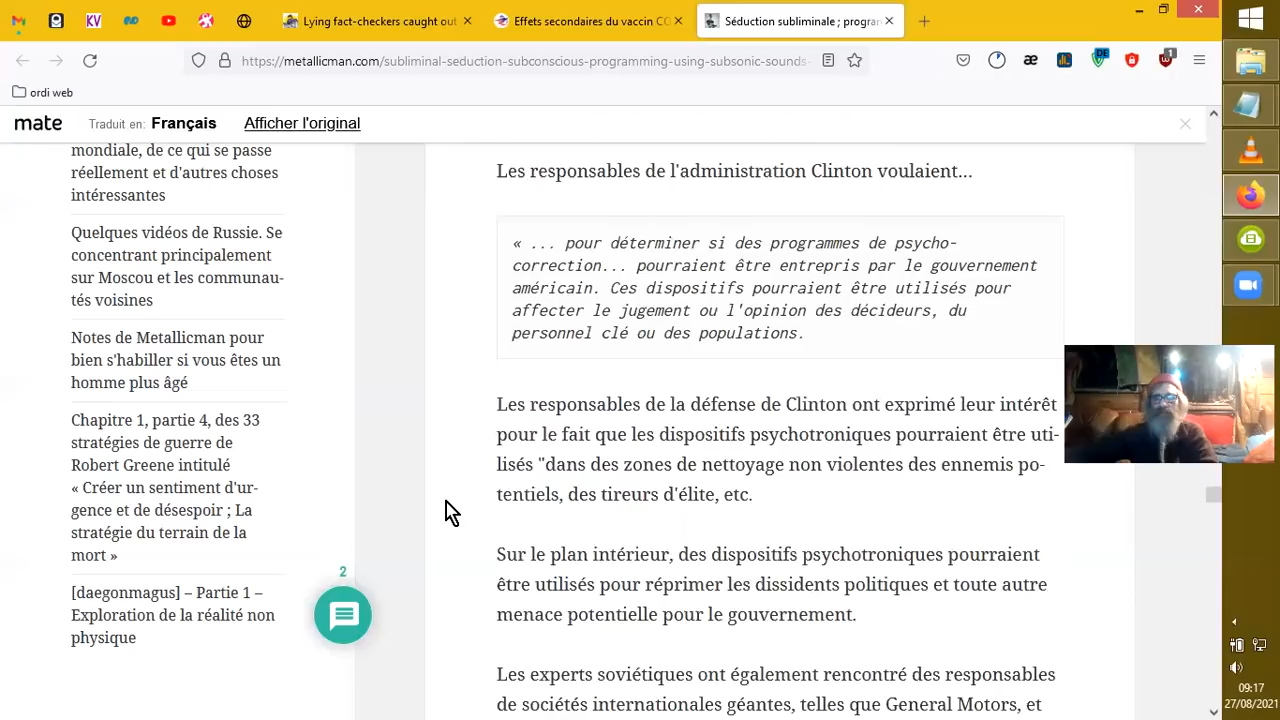 Lying fact-checkers caught out
Effets secondaires du vaccin CO
Séduction subliminale ; progra
https://metallicman.com/subliminal-seduction-subconscious-programming-using-subsonic-sounds-
DE
1
ordi web
mate
Traduit en: Français
Afficher l'original
mondiale, de ce qui se passe
réellement et d'autres choses
intéressantes
Quelques vidéos de Russie. Se
concentrant principalement
sur Moscou et les communau-
tés voisines
Notes de Metallicman pour
bien s'habiller si vous êtes un
homme plus âgé
Chapitre 1, partie 4, des 33
stratégies de guerre de
Robert Greene intitulé
« Créer un sentiment d'ur-
gence et de désespoir ; La
stratégie du terrain de la
mort »
[daegonmagus] – Partie 1 –
Exploration de la réalité non
physique
2
Les responsables de l'administration Clinton voulaient…
« ... pour déterminer si des programmes de psycho-
correction... pourraient être entrepris par le gouvernement
américain. Ces dispositifs pourraient être utilisés pour
affecter le jugement ou l'opinion des décideurs, du
personnel clé ou des populations.
Les responsables de la défense de Clinton ont exprimé leur intérêt
pour le fait que les dispositifs psychotroniques pourraient être uti-
lisés "dans des zones de nettoyage non violentes des ennemis po-
tentiels, des tireurs d'élite, etc.
Sur le plan intérieur, des dispositifs psychotroniques pourraient
être utilisés pour réprimer les dissidents politiques et toute autre
menace potentielle pour le gouvernement.
Les experts soviétiques ont également rencontré des responsables
de sociétés internationales géantes, telles que General Motors, et
09:17
27/08/2021